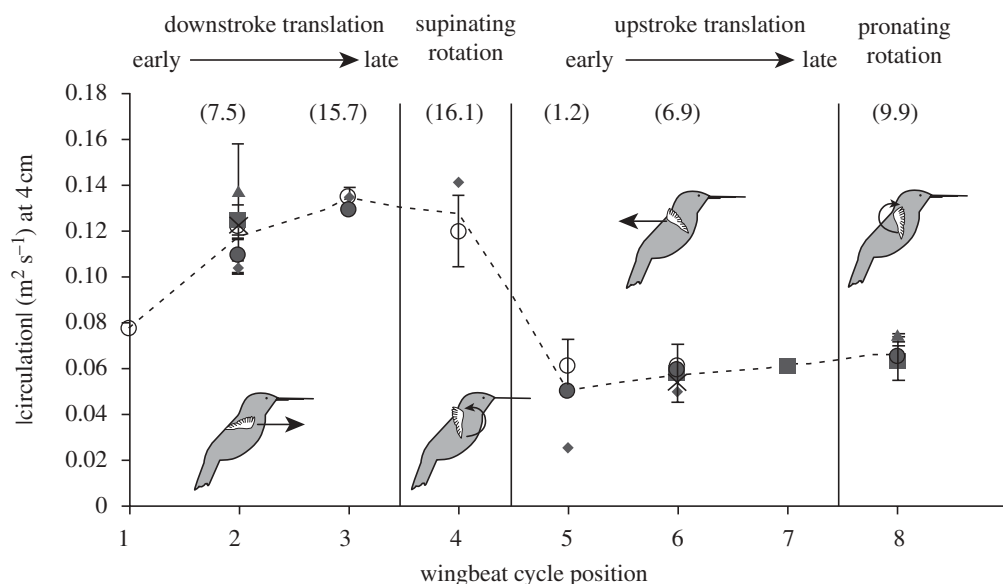 downstroke translation
early late
supinating
rotation
upstroke translation
early late
pronating
rotation
(7.5) (15.7) (16.1) (1.2) (6.9) (9.9)
0.18
0.16
0.14
0.12
0.10
0.08
0.06
0.04
0.02
0
|circulation| (m² s⁻¹) at 4 cm
1 2 3 4 5 6 7 8
wingbeat cycle position